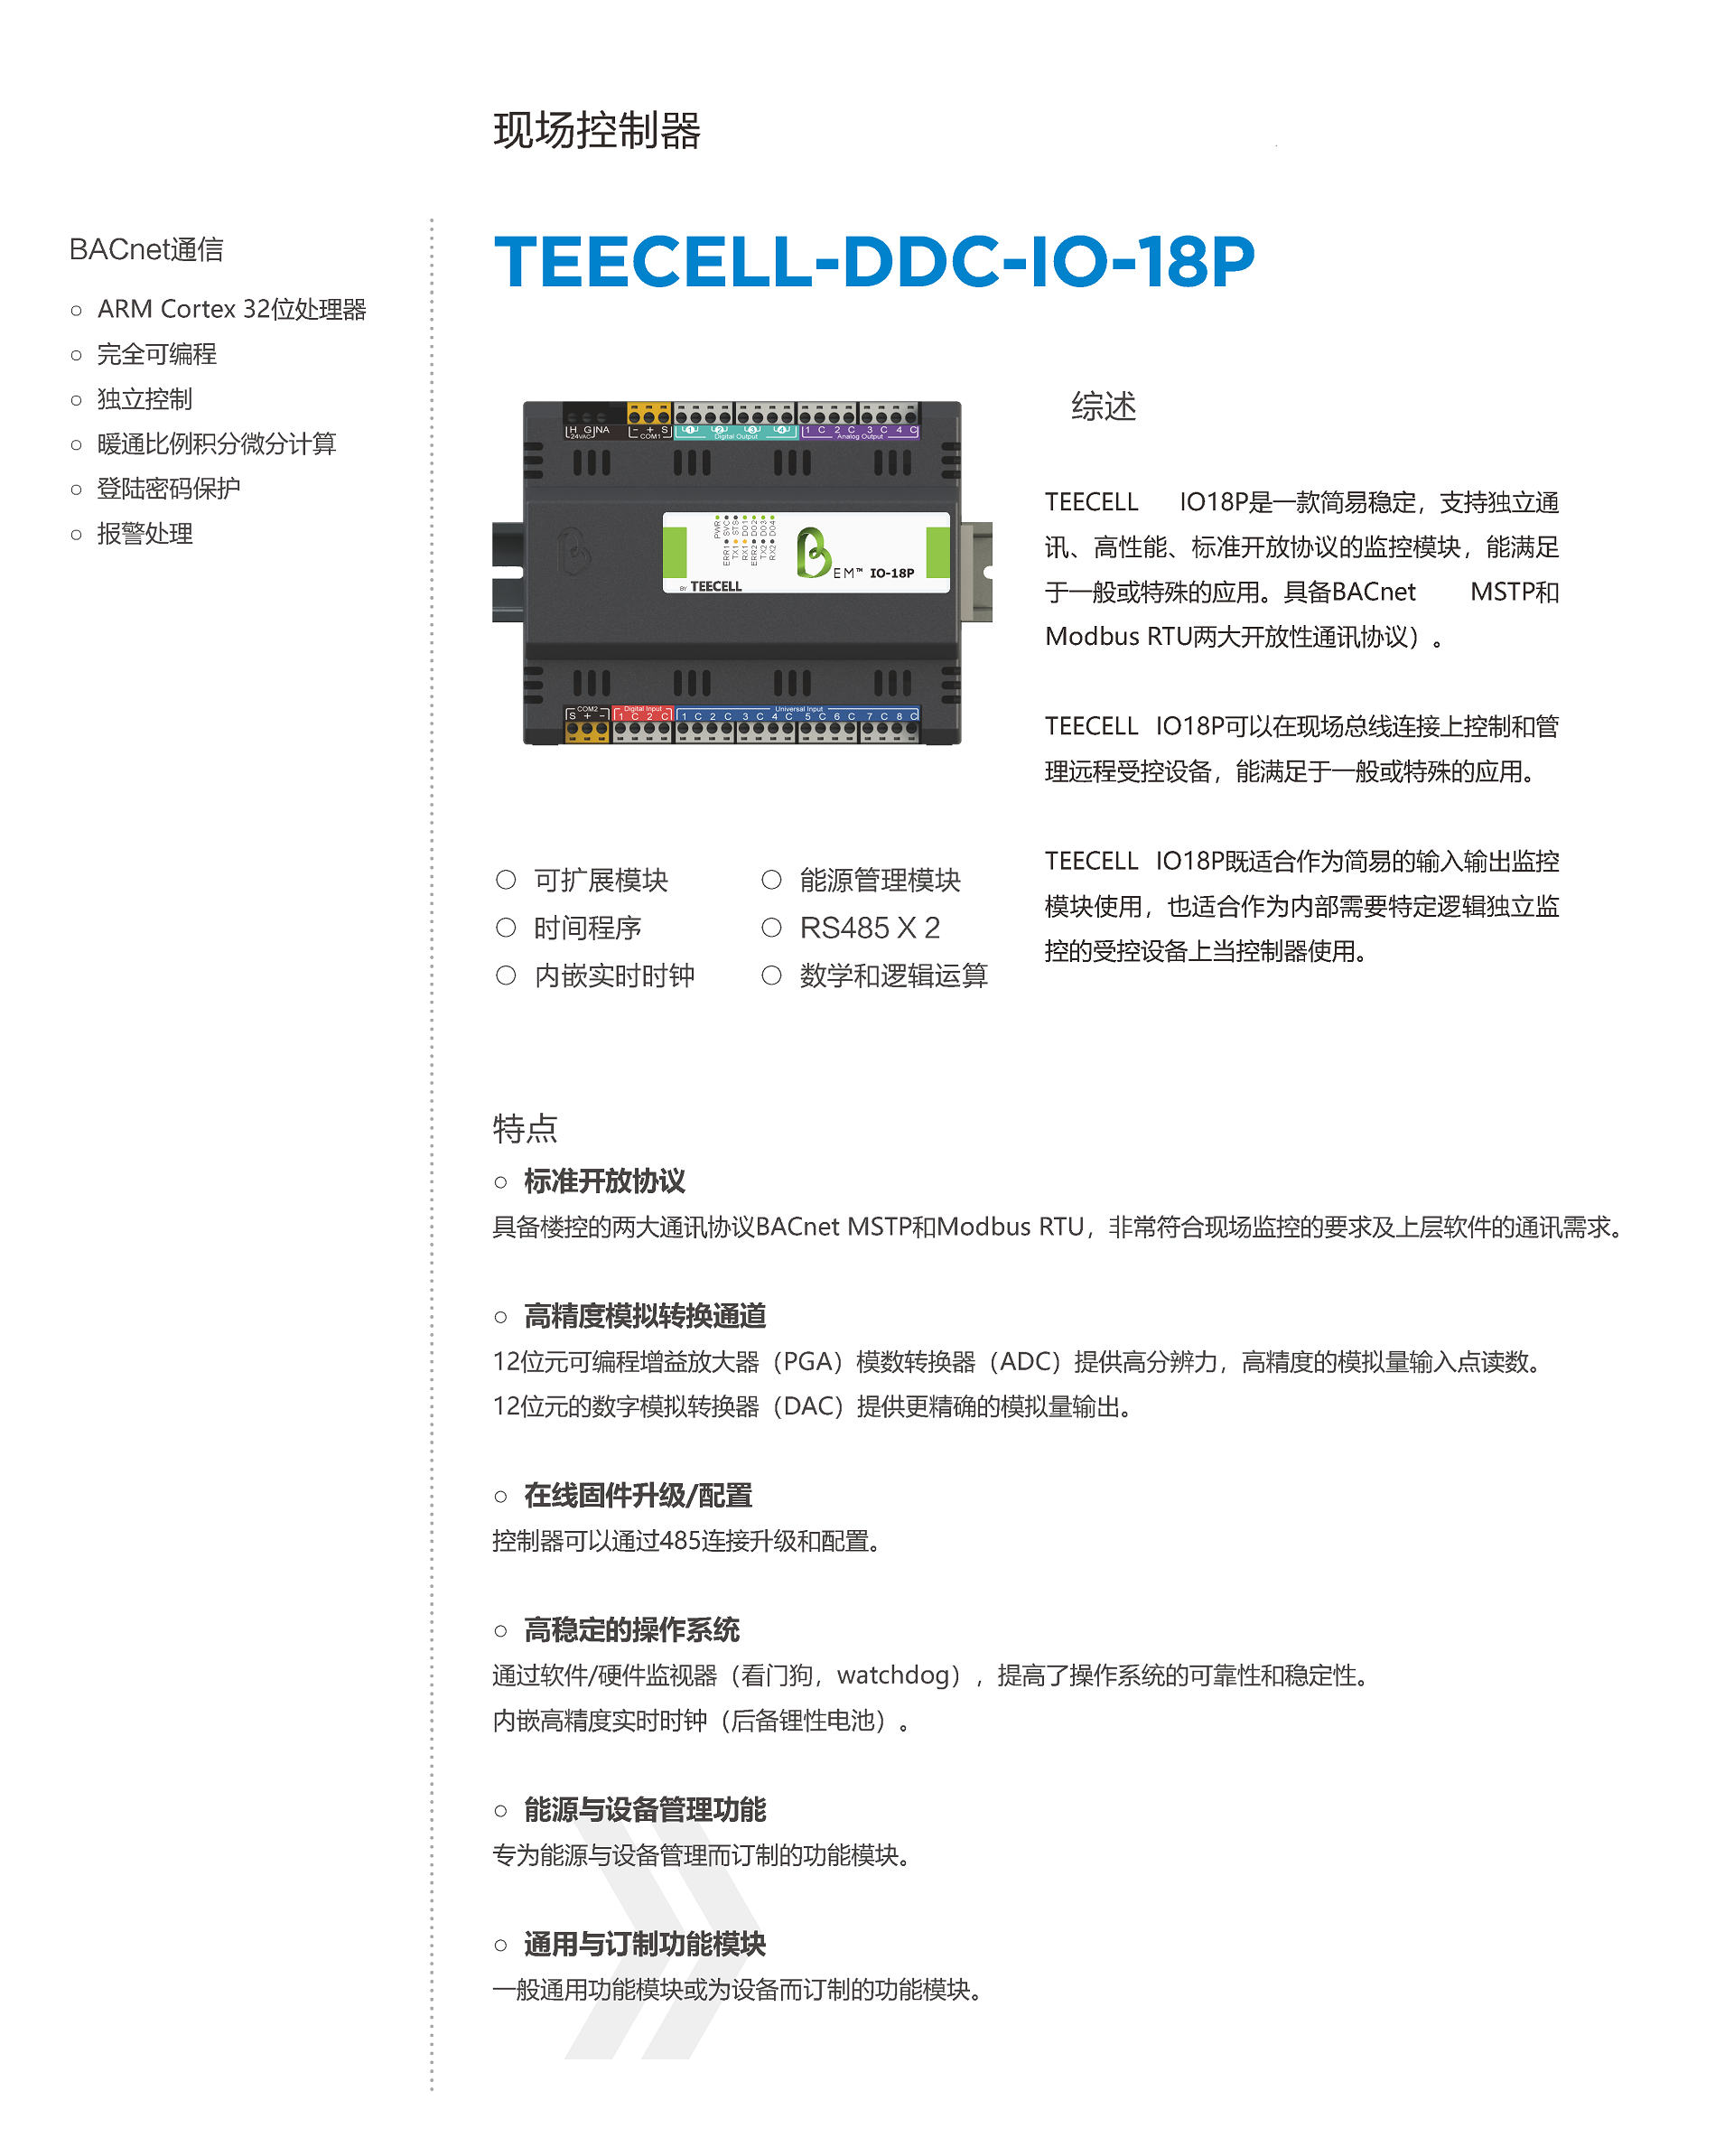 现场控制器
BACnet通信
ARM Cortex 32位处理器
完全可编程
独立控制
暖通比例积分微分计算
登陆密码保护
报警处理
TEECELL-DDC-IO-18P
H G NA - + S 1 2 3 4 1 C 2 C 3 C 4 C
24VAC COM1 Digital Output Analog Output
PWR SVC STS DO1 DO2 DO3 DO4
ERR1 TX1 RX1 ERR2 TX2 RX2
B EM™ IO-18P
BY TEECELL
COM2 Digital Input Universal Input
S + - 1 C 2 C 1 C 2 C 3 C 4 C 5 C 6 C 7 C 8 C
综述
TEECELL IO18P是一款简易稳定，支持独立通
讯、高性能、标准开放协议的监控模块，能满足
于一般或特殊的应用。具备BACnet MSTP和
Modbus RTU两大开放性通讯协议）。
TEECELL IO18P可以在现场总线连接上控制和管
理远程受控设备，能满足于一般或特殊的应用。
TEECELL IO18P既适合作为简易的输入输出监控
模块使用，也适合作为内部需要特定逻辑独立监
控的受控设备上当控制器使用。
可扩展模块
时间程序
内嵌实时时钟
能源管理模块
RS485 X 2
数学和逻辑运算
特点
标准开放协议
具备楼控的两大通讯协议BACnet MSTP和Modbus RTU，非常符合现场监控的要求及上层软件的通讯需求。
高精度模拟转换通道
12位元可编程增益放大器（PGA）模数转换器（ADC）提供高分辨力，高精度的模拟量输入点读数。
12位元的数字模拟转换器（DAC）提供更精确的模拟量输出。
在线固件升级/配置
控制器可以通过485连接升级和配置。
高稳定的操作系统
通过软件/硬件监视器（看门狗，watchdog），提高了操作系统的可靠性和稳定性。
内嵌高精度实时时钟（后备锂性电池）。
能源与设备管理功能
专为能源与设备管理而订制的功能模块。
通用与订制功能模块
一般通用功能模块或为设备而订制的功能模块。